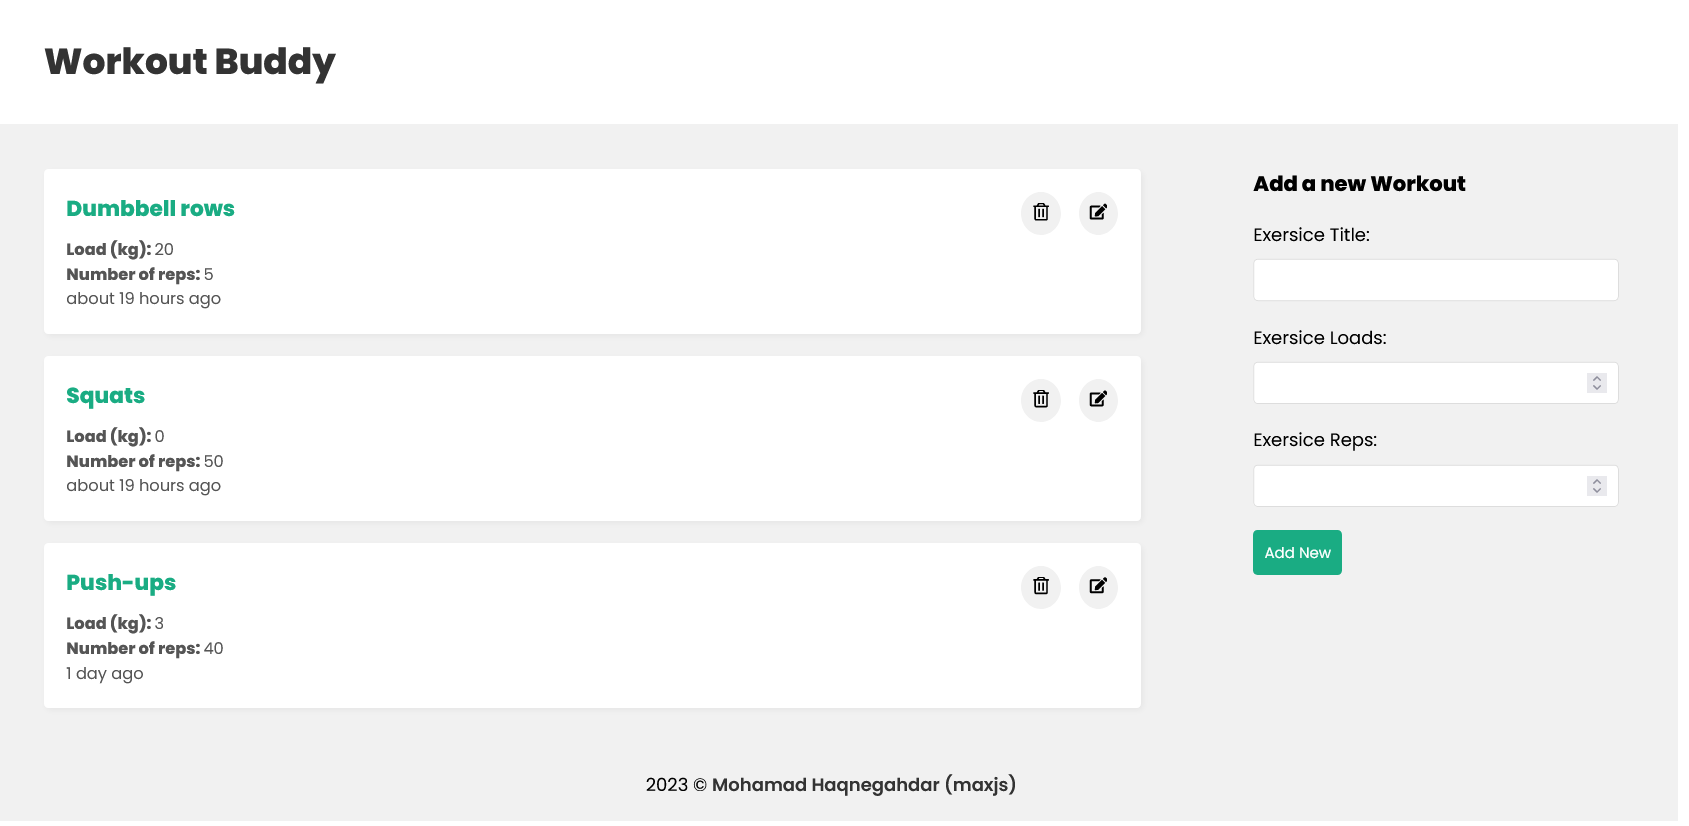 Workout Buddy
Dumbbell rows
Load (kg): 20
Number of reps: 5
about 19 hours ago
Squats
Load (kg): 0
Number of reps: 50
about 19 hours ago
Push-ups
Load (kg): 3
Number of reps: 40
1 day ago
Add a new Workout
Exersice Title:
Exersice Loads:
Exersice Reps:
Add New
2023 © Mohamad Haqnegahdar (maxjs)